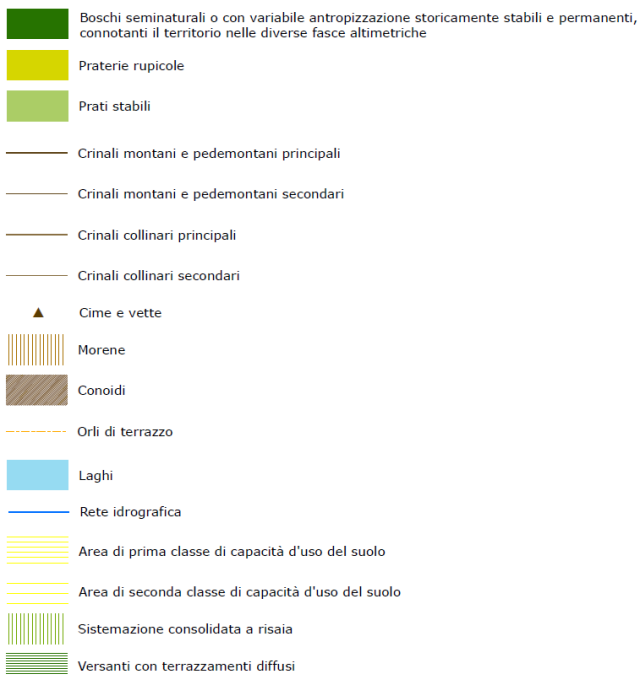 Boschi seminaturali o con variabile antropizzazione storicamente stabili e permanenti,
connotanti il territorio nelle diverse fasce altimetriche
Praterie rupicole
Prati stabili
Crinali montani e pedemontani principali
Crinali montani e pedemontani secondari
Crinali collinari principali
Crinali collinari secondari
Cime e vette
Morene
Conoidi
Orli di terrazzo
Laghi
Rete idrografica
Area di prima classe di capacità d'uso del suolo
Area di seconda classe di capacità d'uso del suolo
Sistemazione consolidata a risaia
Versanti con terrazzamenti diffusi